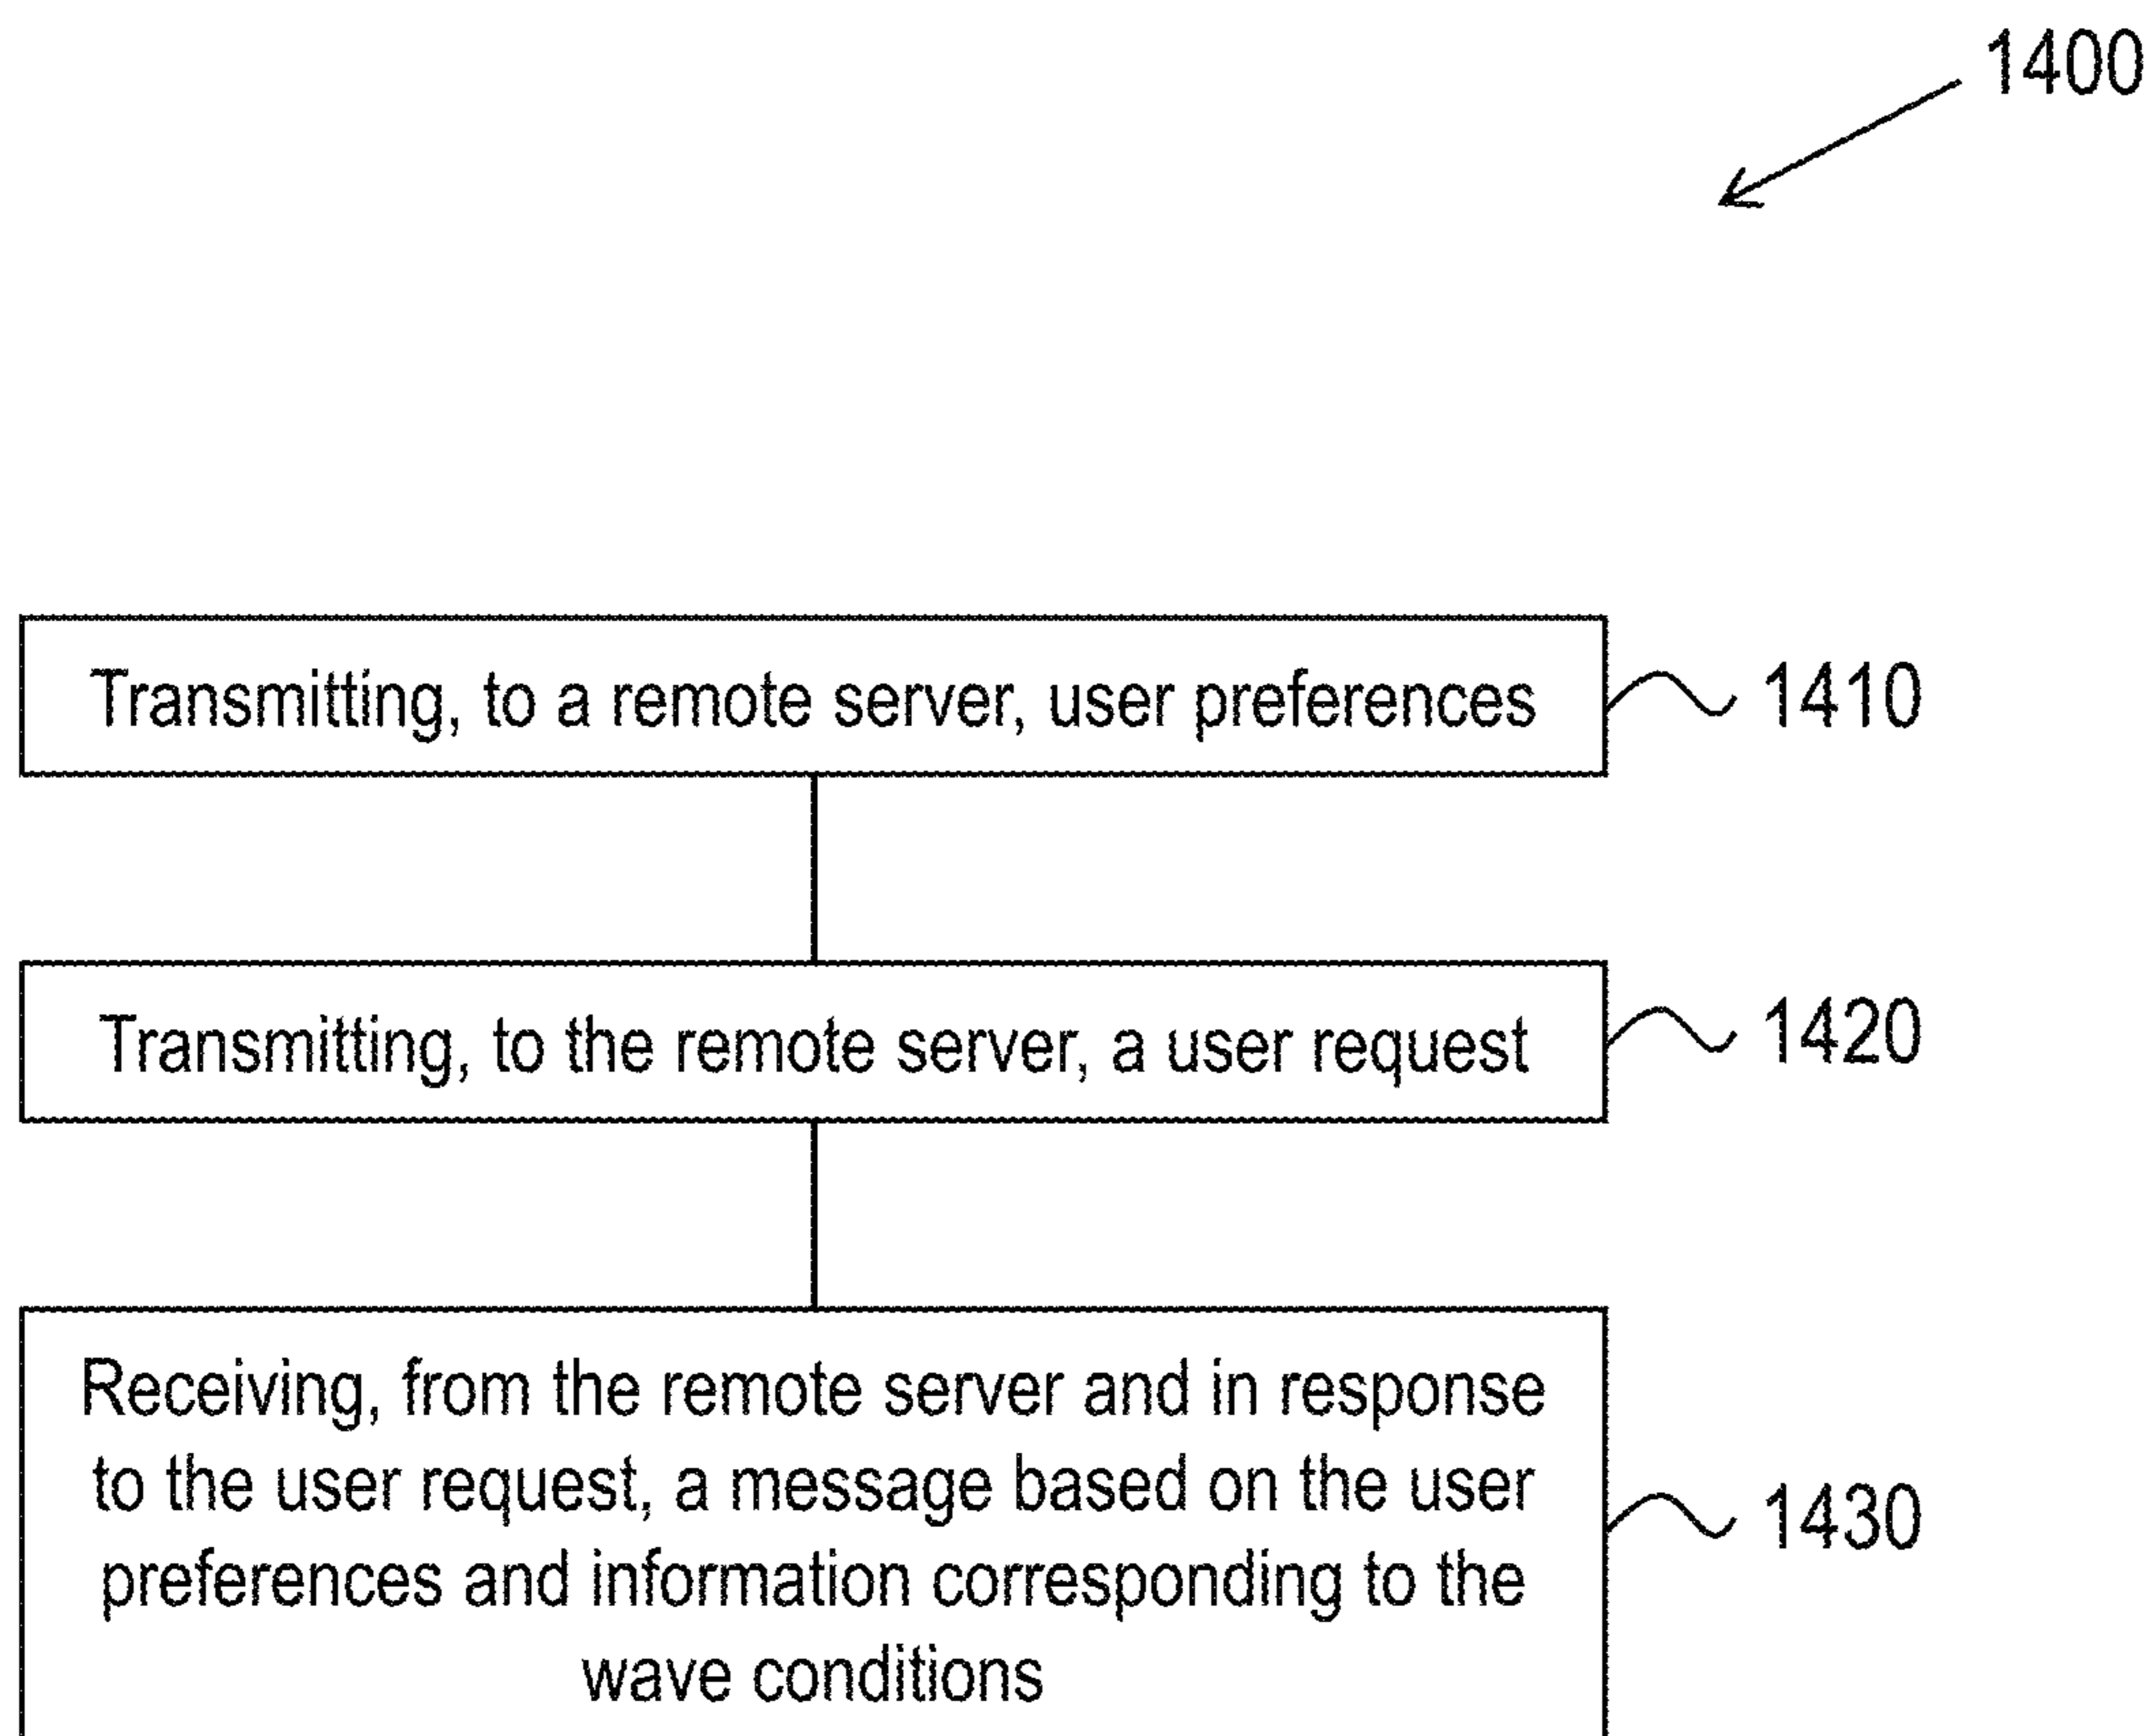 1400
Transmitting, to a remote server, user preferences
1410
Transmitting, to the remote server, a user request
1420
Receiving, from the remote server and in response
to the user request, a message based on the user
preferences and information corresponding to the
wave conditions
1430